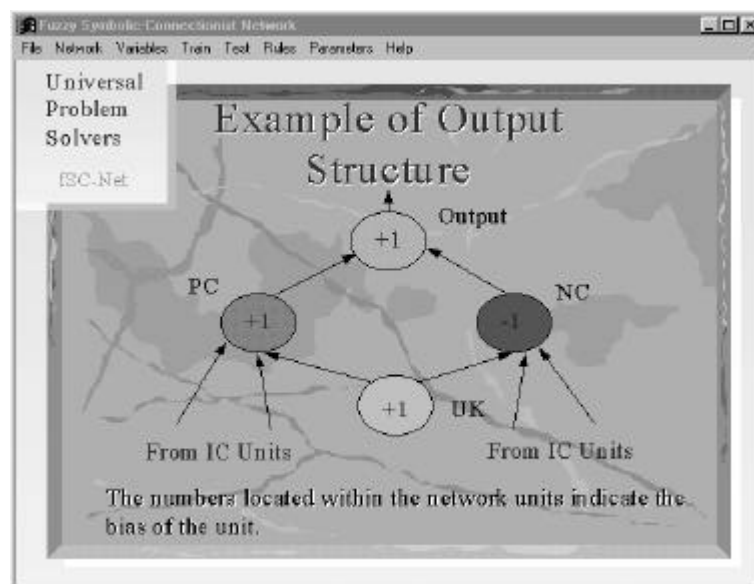 Fuzzy Symbolic-Connectionist Network
File Network Variables Train Test Rules Parameters Help
Universal
Problem
Solvers
fSC-Net
Example of Output
Structure
Output
+1
PC
NC
+1
-1
+1
UK
From IC Units
From IC Units
The numbers located within the network units indicate the
bias of the unit.